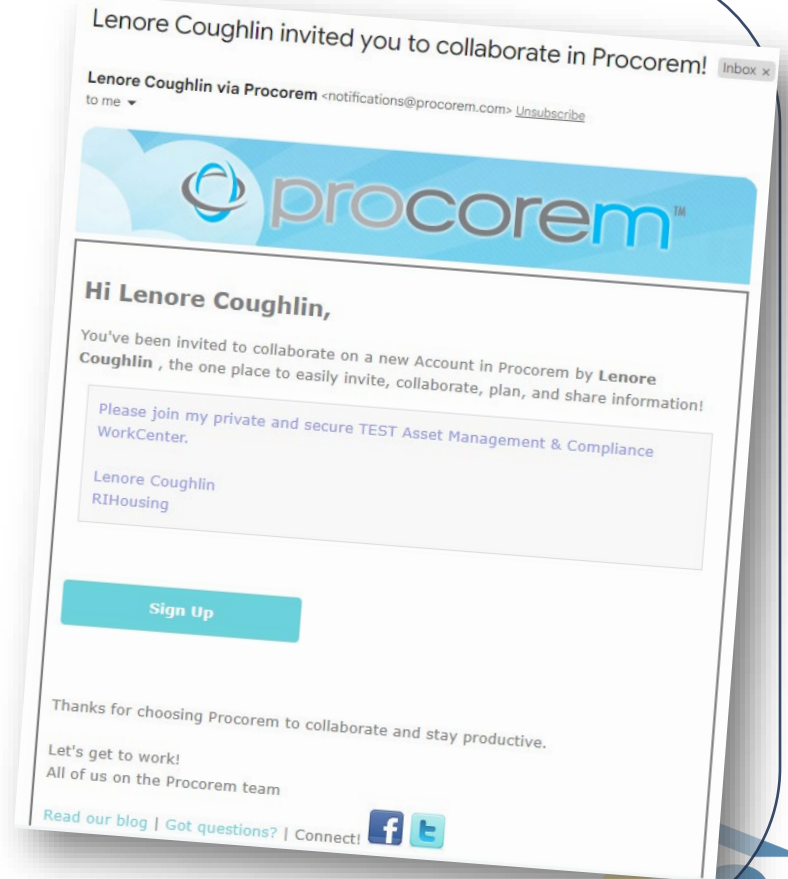 Lenore Coughlin invited you to collaborate in Procorem! Inbox x
Lenore Coughlin via Procorem <notifications@procorem.com> Unsubscribe
to me
procorem™
Hi Lenore Coughlin,
You've been invited to collaborate on a new Account in Procorem by Lenore
Coughlin , the one place to easily invite, collaborate, plan, and share information!
Please join my private and secure TEST Asset Management & Compliance
WorkCenter.
Lenore Coughlin
RIHousing
Sign Up
Thanks for choosing Procorem to collaborate and stay productive.
Let's get to work!
All of us on the Procorem team
Read our blog | Got questions? | Connect! f t